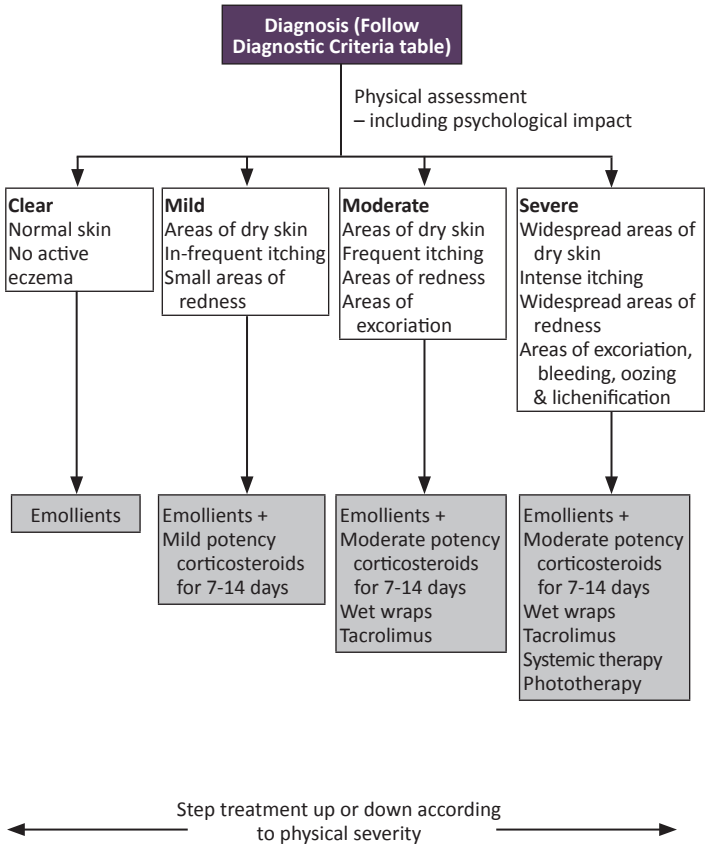 Diagnosis (Follow
Diagnostic Criteria table)
Physical assessment
– including psychological impact
Clear
Normal skin
No active
eczema
Mild
Areas of dry skin
In-frequent itching
Small areas of
redness
Moderate
Areas of dry skin
Frequent itching
Areas of redness
Areas of
excoriation
Severe
Widespread areas of
dry skin
Intense itching
Widespread areas of
redness
Areas of excoriation,
bleeding, oozing
& lichenification
Emollients
Emollients +
Mild potency
corticosteroids
for 7-14 days
Emollients +
Moderate potency
corticosteroids
for 7-14 days
Wet wraps
Tacrolimus
Emollients +
Moderate potency
corticosteroids
for 7-14 days
Wet wraps
Tacrolimus
Systemic therapy
Phototherapy
Step treatment up or down according
to physical severity